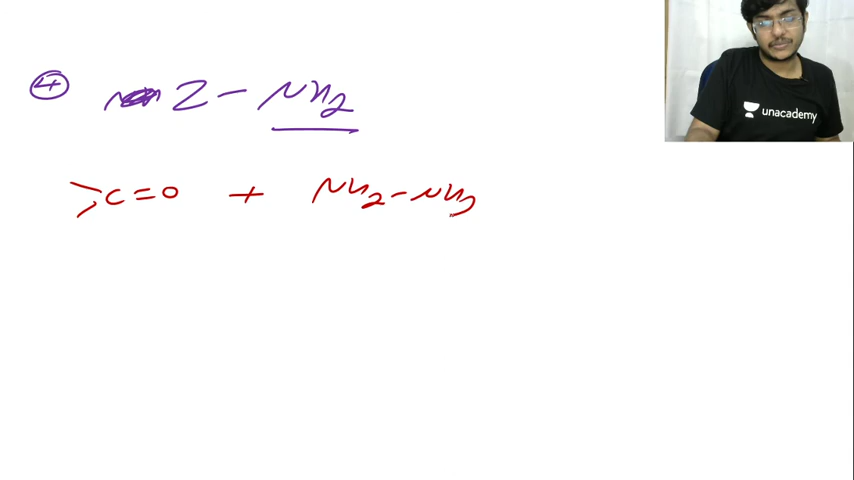 ④ Z - NH2
>C=O + NH2-NH2
unacademy